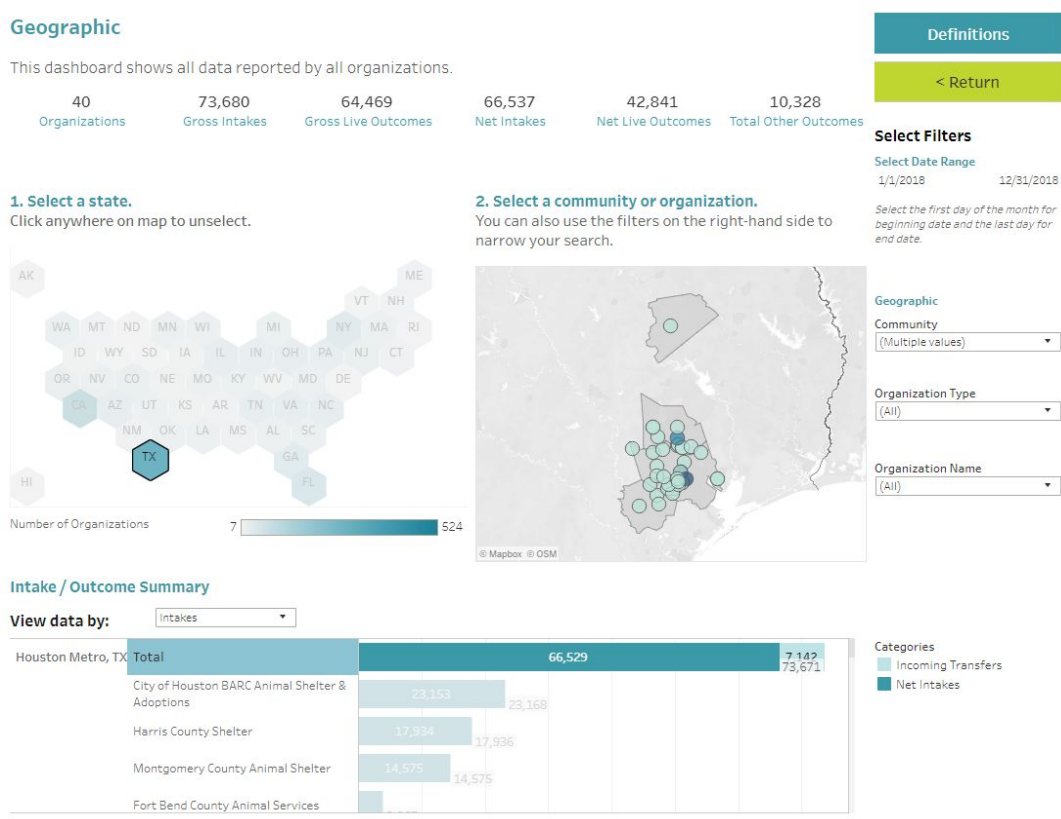 Geographic
Definitions
This dashboard shows all data reported by all organizations.
< Return
40
73,680
64,469
66,537
42,841
10,328
Organizations
Gross Intakes
Gross Live Outcomes
Net Intakes
Net Live Outcomes
Total Other Outcomes
Select Filters
Select Date Range
1/1/2018
12/31/2018
Select the first day of the month for
beginning date and the last day for
end date.
1. Select a state.
Click anywhere on map to unselect.
2. Select a community or organization.
You can also use the filters on the right-hand side to
narrow your search.
AK
ME
VT NH
WA MT ND MN WI MI NY MA RI
ID WY SD IA IL IN OH PA NJ CT
OR NV CO NE MO KY WV MD DE
CA AZ UT KS AR TN VA NC
NM OK LA MS AL SC
TX GA
HI FL
Number of Organizations
7
524
© Mapbox © OSM
Geographic
Community
(Multiple values)
Organization Type
(All)
Organization Name
(All)
Intake / Outcome Summary
View data by:
Intakes
Houston Metro, TX
Total
66,529
7,142
73,671
City of Houston BARC Animal Shelter &
Adoptions
23,153
23,168
Harris County Shelter
17,934
17,936
Montgomery County Animal Shelter
14,575
14,575
Fort Bend County Animal Services
Categories
Incoming Transfers
Net Intakes